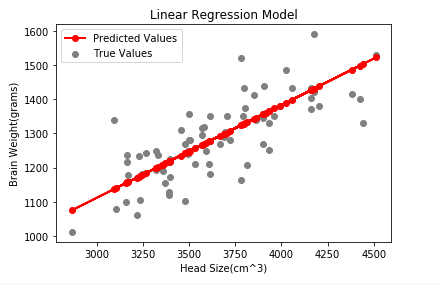 Linear Regression Model
Predicted Values
True Values
Brain Weight(grams)
1600
1500
1400
1300
1200
1100
1000
3000 3250 3500 3750 4000 4250 4500
Head Size(cm^3)